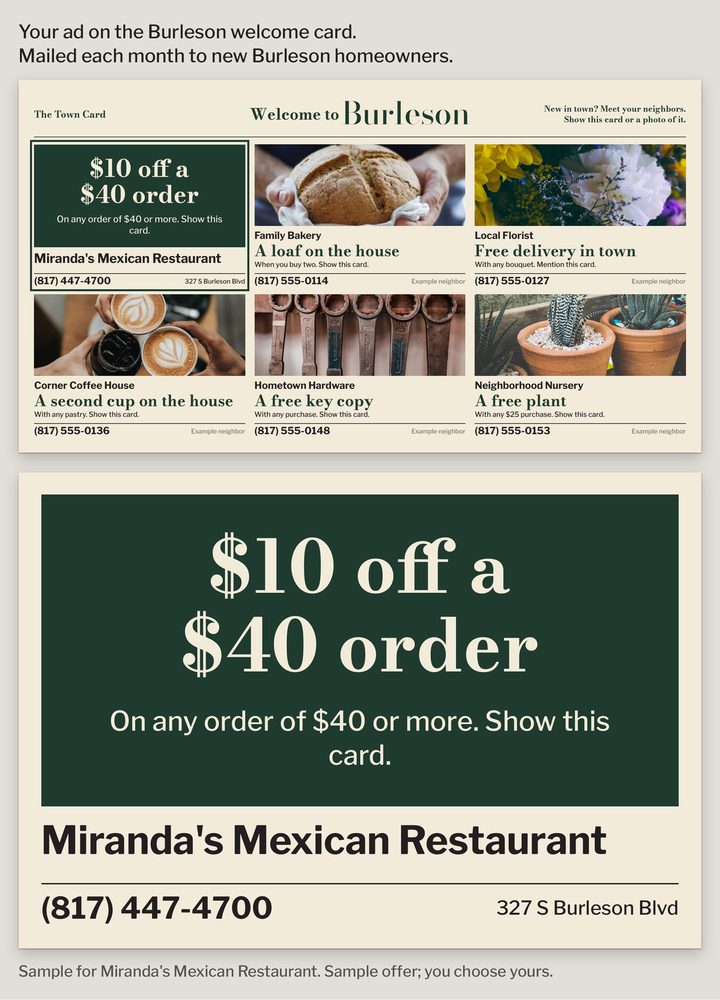 Your ad on the Burleson welcome card.
Mailed each month to new Burleson homeowners.
The Town Card
Welcome to Burleson
New in town? Meet your neighbors.
Show this card or a photo of it.
$10 off a
$40 order
On any order of $40 or more. Show this
card.
Miranda's Mexican Restaurant
(817) 447-4700
327 S Burleson Blvd
Family Bakery
A loaf on the house
When you buy two. Show this card.
(817) 555-0114
Example neighbor
Local Florist
Free delivery in town
With any bouquet. Mention this card.
(817) 555-0127
Example neighbor
Corner Coffee House
A second cup on the house
With any pastry. Show this card.
(817) 555-0136
Example neighbor
Hometown Hardware
A free key copy
With any purchase. Show this card.
(817) 555-0148
Example neighbor
Neighborhood Nursery
A free plant
With any $25 purchase. Show this card.
(817) 555-0153
Example neighbor
$10 off a
$40 order
On any order of $40 or more. Show this
card.
Miranda's Mexican Restaurant
(817) 447-4700
327 S Burleson Blvd
Sample for Miranda's Mexican Restaurant. Sample offer; you choose yours.